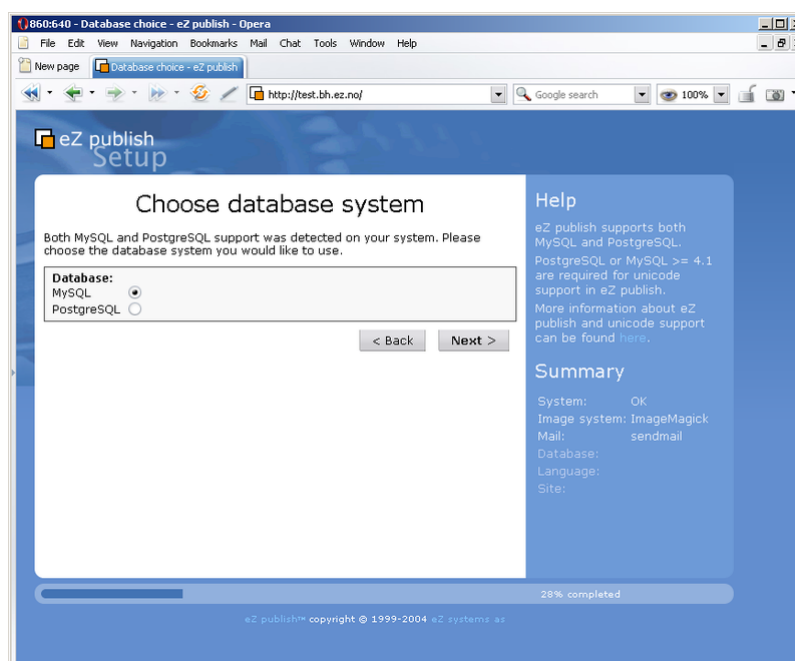 860:640 - Database choice - eZ publish - Opera
File Edit View Navigation Bookmarks Mail Chat Tools Window Help
New page Database choice - eZ publish
http://test.bh.ez.no/ Google search 100%
eZ publish
Setup
Choose database system
Both MySQL and PostgreSQL support was detected on your system. Please
choose the database system you would like to use.
Database:
MySQL
PostgreSQL
< Back Next >
Help
eZ publish supports both
MySQL and PostgreSQL.
PostgreSQL or MySQL >= 4.1
are required for unicode
support in eZ publish.
More information about eZ
publish and unicode support
can be found here.
Summary
System: OK
Image system: ImageMagick
Mail: sendmail
Database:
Language:
Site:
28% completed
eZ publish™ copyright © 1999-2004 eZ systems as